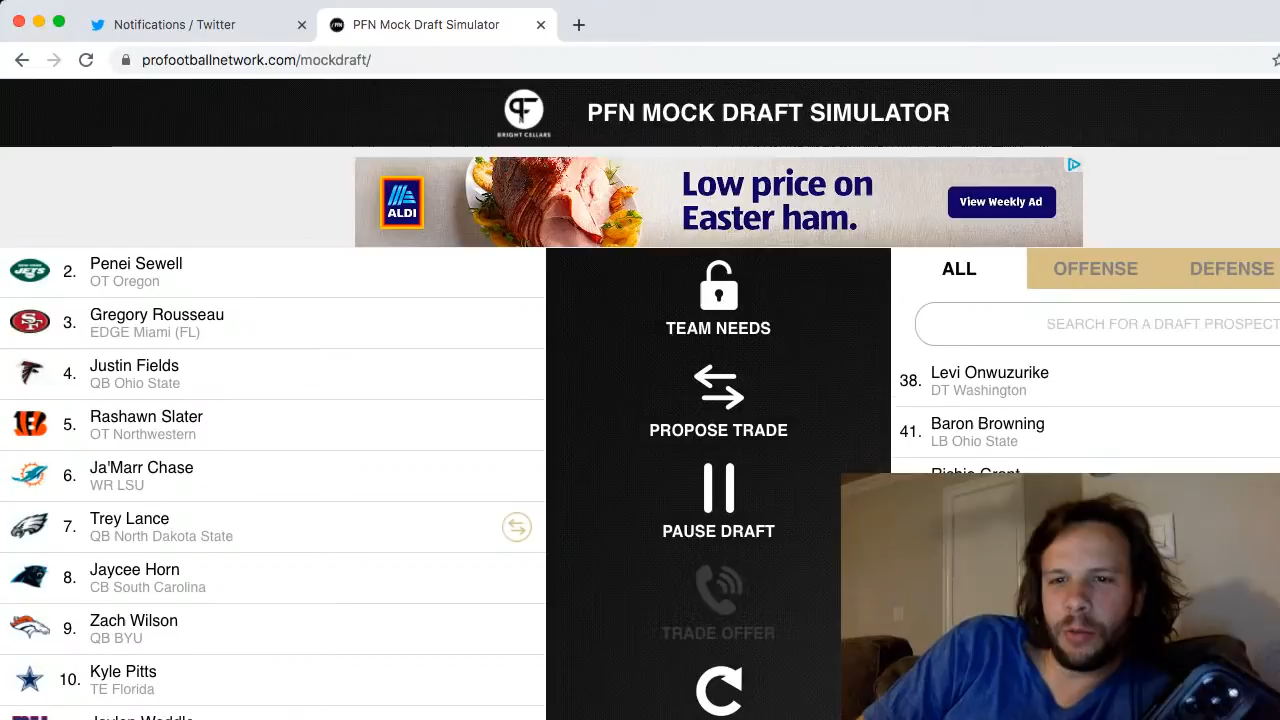 Notifications / Twitter
PFN Mock Draft Simulator
profootballnetwork.com/mockdraft/
BRIGHT CELLARS
PFN MOCK DRAFT SIMULATOR
ALDI
Low price on
Easter ham.
View Weekly Ad
2. Penei Sewell
OT Oregon
3. Gregory Rousseau
EDGE Miami (FL)
4. Justin Fields
QB Ohio State
5. Rashawn Slater
OT Northwestern
6. Ja'Marr Chase
WR LSU
7. Trey Lance
QB North Dakota State
8. Jaycee Horn
CB South Carolina
9. Zach Wilson
QB BYU
10. Kyle Pitts
TE Florida
Jaylen Waddle
TEAM NEEDS
PROPOSE TRADE
PAUSE DRAFT
TRADE OFFER
ALL
OFFENSE
DEFENSE
SEARCH FOR A DRAFT PROSPECT
38. Levi Onwuzurike
DT Washington
41. Baron Browning
LB Ohio State
Richie Grant